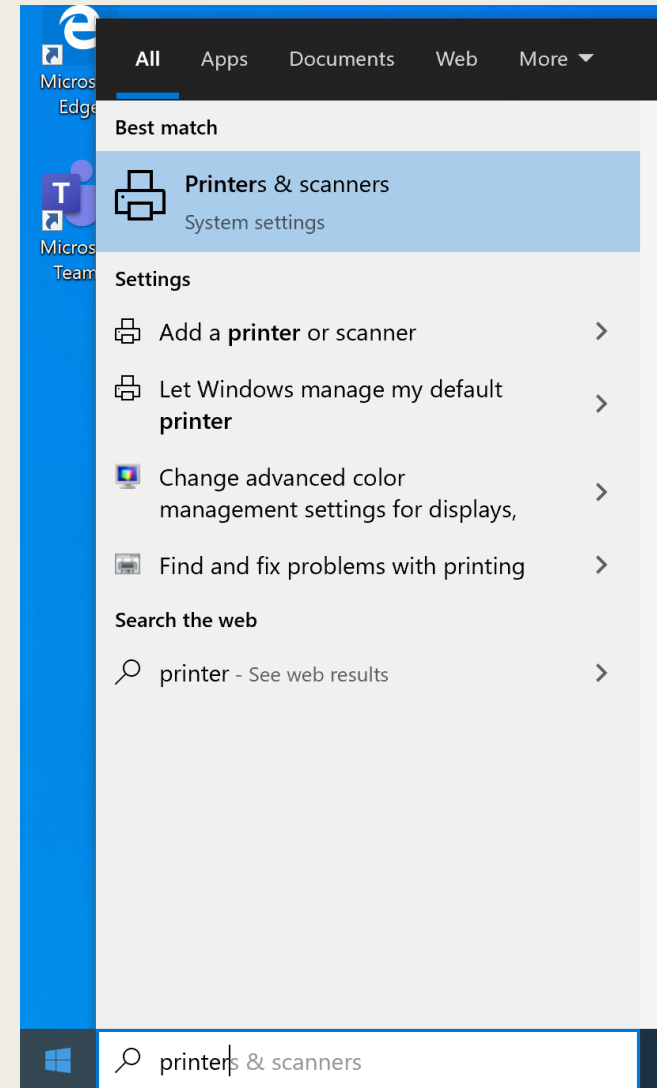 Micros
Edge
Micros
Team
All Apps Documents Web More
Best match
Printers & scanners
System settings
Settings
Add a printer or scanner
Let Windows manage my default
printer
Change advanced color
management settings for displays,
Find and fix problems with printing
Search the web
printer - See web results
printers & scanners